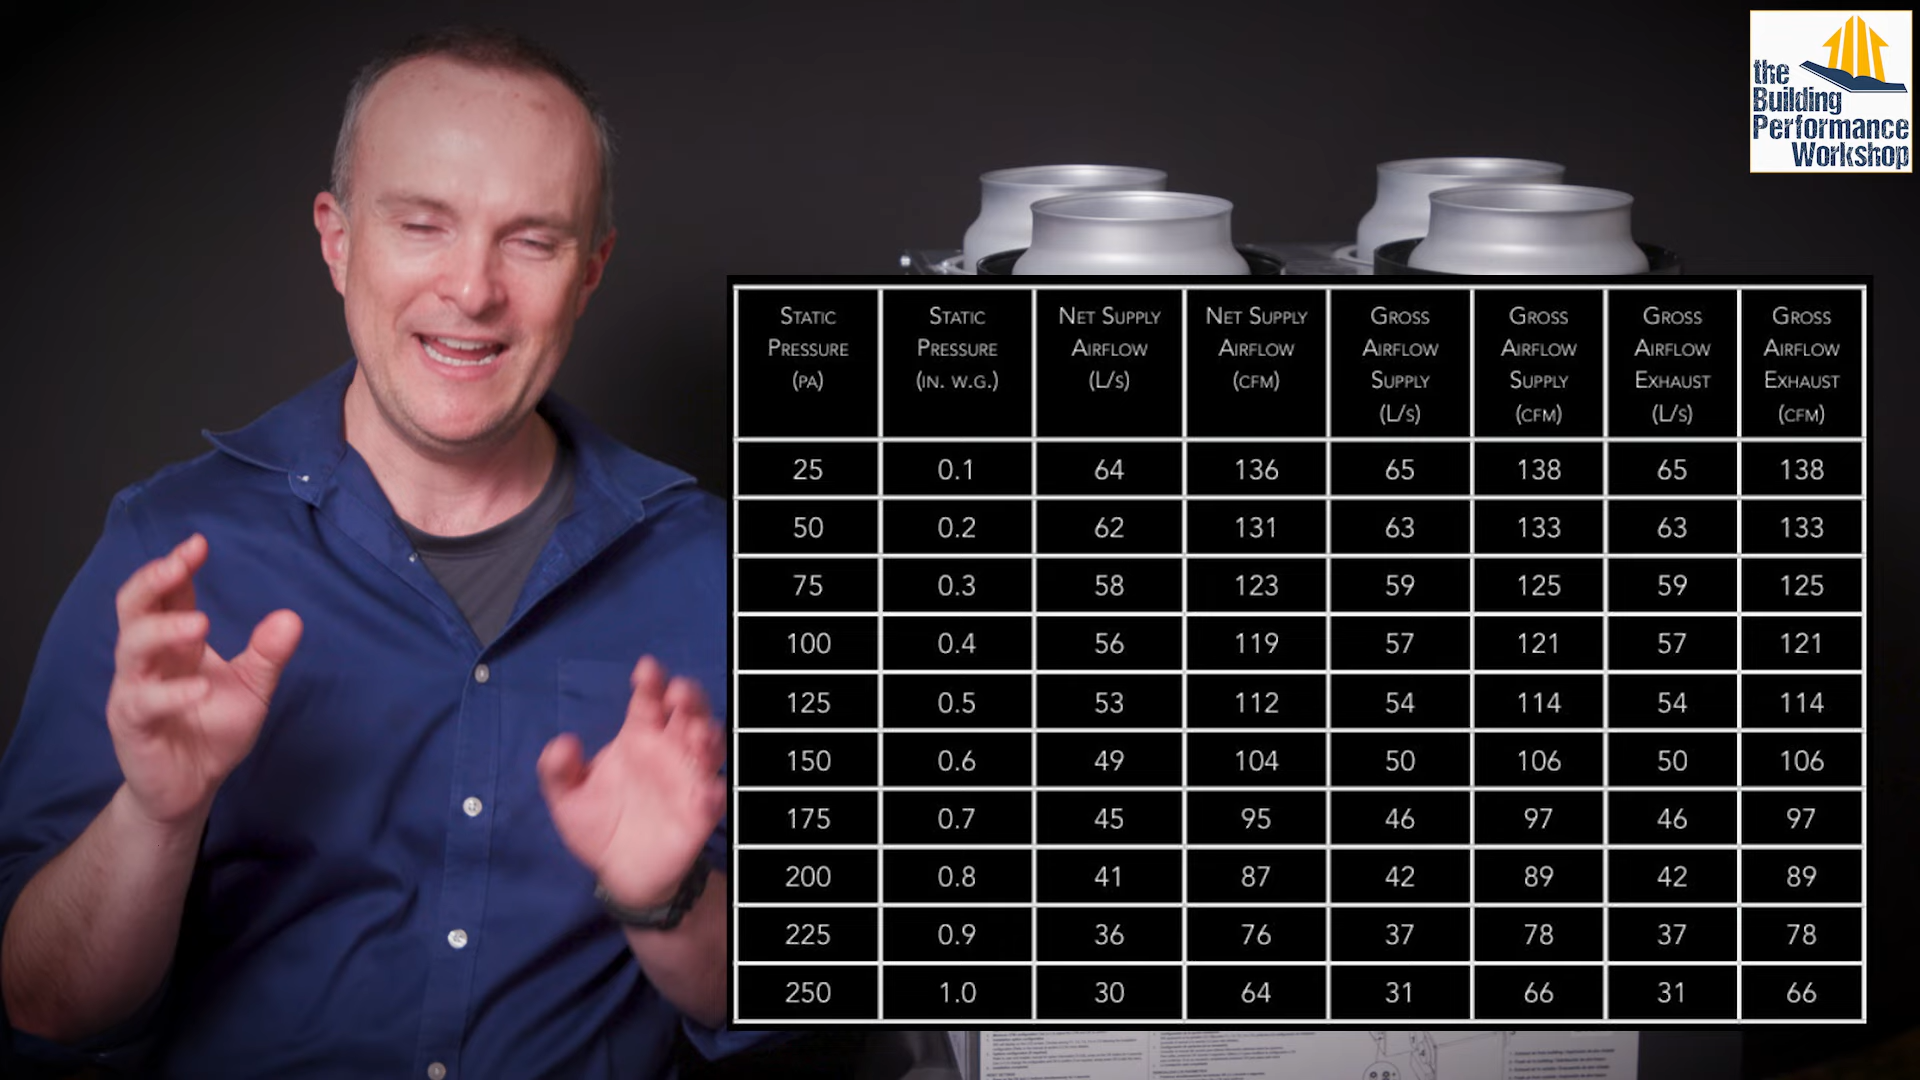 the
Building
Performance
Workshop
Static Pressure (pa) Static Pressure (in. w.g.) Net Supply Airflow (L/s) Net Supply Airflow (cfm) Gross Airflow Supply (L/s) Gross Airflow Supply (cfm) Gross Airflow Exhaust (L/s) Gross Airflow Exhaust (cfm)
25 0.1 64 136 65 138 65 138
50 0.2 62 131 63 133 63 133
75 0.3 58 123 59 125 59 125
100 0.4 56 119 57 121 57 121
125 0.5 53 112 54 114 54 114
150 0.6 49 104 50 106 50 106
175 0.7 45 95 46 97 46 97
200 0.8 41 87 42 89 42 89
225 0.9 36 76 37 78 37 78
250 1.0 30 64 31 66 31 66